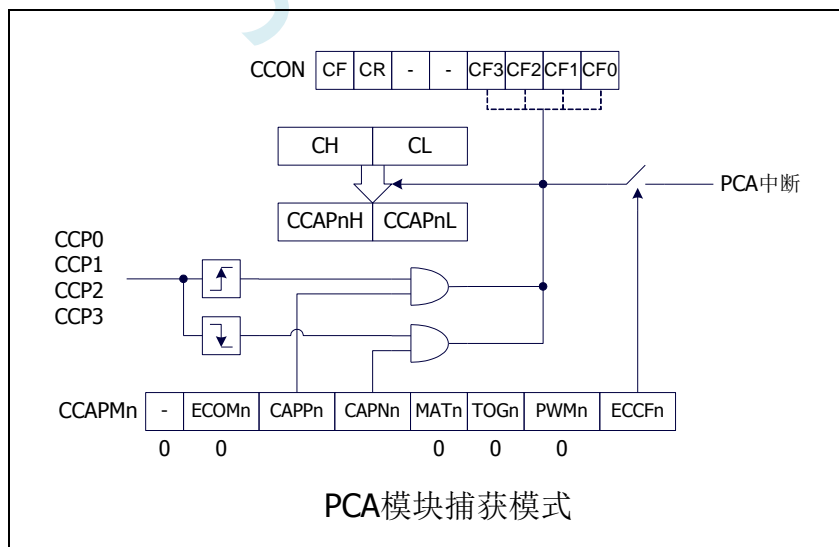 CCON CF CR - - CF3 CF2 CF1 CF0
CH CL
PCA中断
CCAPnH CCAPnL
CCP0
CCP1
CCP2
CCP3
CCAPMn - ECOMn CAPPn CAPNn MATn TOGn PWMn ECCFn
0 0 0 0 0
PCA模块捕获模式